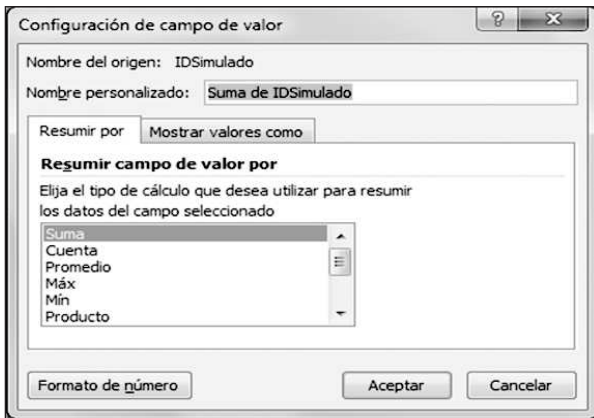 Configuración de campo de valor
Nombre del origen: IDSimulado
Nombre personalizado: Suma de IDSimulado
Resumir por Mostrar valores como
Resumir campo de valor por
Elija el tipo de cálculo que desea utilizar para resumir
los datos del campo seleccionado
Suma
Cuenta
Promedio
Máx
Mín
Producto
Formato de número Aceptar Cancelar